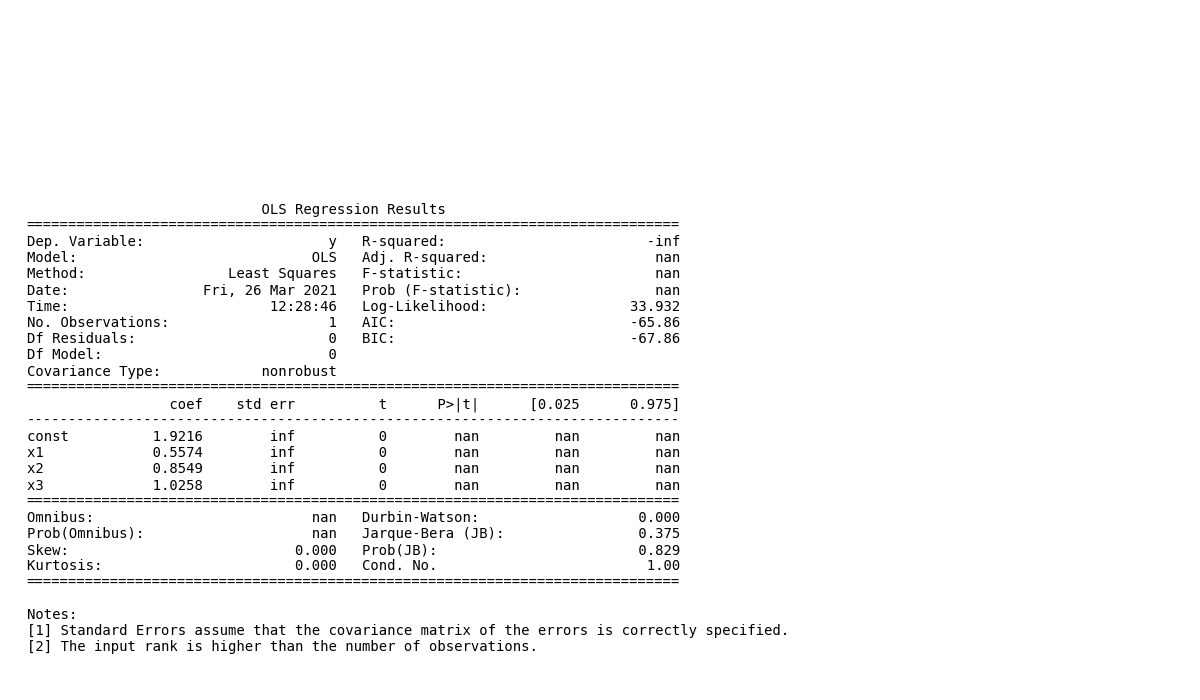 OLS Regression Results
==============================================================================
Dep. Variable:                      y   R-squared:                        -inf
Model:                            OLS   Adj. R-squared:                    nan
Method:                 Least Squares   F-statistic:                       nan
Date:                Fri, 26 Mar 2021   Prob (F-statistic):                nan
Time:                        12:28:46   Log-Likelihood:                 33.932
No. Observations:                   1   AIC:                            -65.86
Df Residuals:                       0   BIC:                            -67.86
Df Model:                           0
Covariance Type:            nonrobust
==============================================================================
                 coef    std err          t      P>|t|      [0.025      0.975]
------------------------------------------------------------------------------
const          1.9216        inf          0        nan         nan         nan
x1             0.5574        inf          0        nan         nan         nan
x2             0.8549        inf          0        nan         nan         nan
x3             1.0258        inf          0        nan         nan         nan
==============================================================================
Omnibus:                          nan   Durbin-Watson:                   0.000
Prob(Omnibus):                    nan   Jarque-Bera (JB):                0.375
Skew:                           0.000   Prob(JB):                        0.829
Kurtosis:                       0.000   Cond. No.                         1.00
==============================================================================

Notes:
[1] Standard Errors assume that the covariance matrix of the errors is correctly specified.
[2] The input rank is higher than the number of observations.